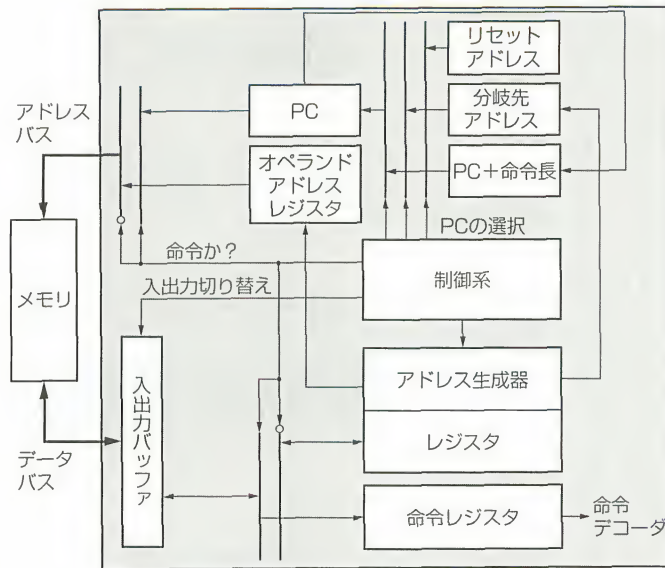 リセット
アドレス
アドレス
バス
PC
分岐先
アドレス
オペランド
アドレス
レジスタ
PC＋命令長
PCの選択
命令か？
入出力切り替え
制御系
メモリ
アドレス生成器
入出力バッファ
レジスタ
データ
バス
命令レジスタ
命令
デコーダ